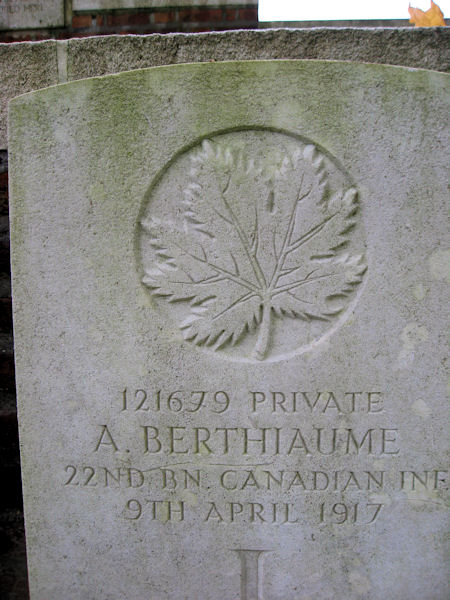 121679 PRIVATE
A. BERTHIAUME
22ND BN. CANADIAN INF.
9TH APRIL 1917